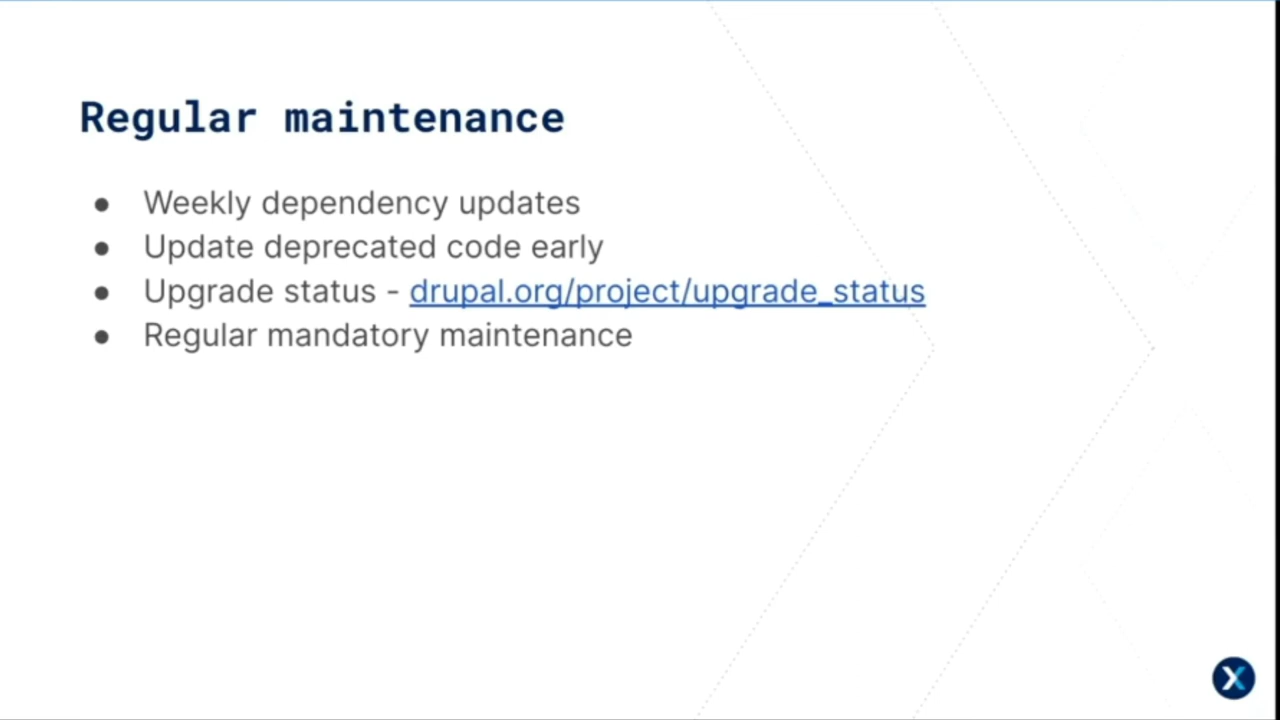 Regular maintenance
● Weekly dependency updates
● Update deprecated code early
● Upgrade status - drupal.org/project/upgrade_status
● Regular mandatory maintenance
X